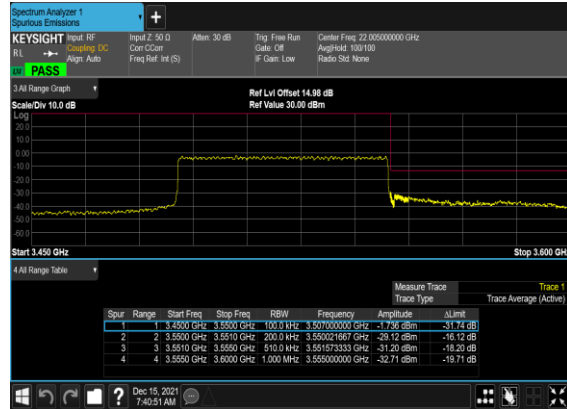 Spectrum Analyzer 1
Spurious Emissions
+
KEYSIGHT Input: RF Input Z: 50 Ω Atten: 30 dB Trig: Free Run Center Freq: 22.005000000 GHz
RL Coupling: DC Corr CCorr Gate: Off Avg|Hold: 100/100
Align: Auto Freq Ref: Int (S) IF Gain: Low Radio Std: None
PASS
3 All Range Graph
Ref Lvl Offset 14.98 dB
Scale/Div 10.0 dB Ref Value 30.00 dBm
Log
20.0
10.0
0.00
-10.0
-20.0
-30.0
-40.0
-50.0
-60.0
Start 3.450 GHz Stop 3.600 GH
4 All Range Table
Measure Trace Trace 1
Trace Type Trace Average (Active)
Spur Range Start Freq Stop Freq RBW Frequency Amplitude ΔLimit
1 1 3.4500 GHz 3.5500 GHz 100.0 kHz 3.507000000 GHz -1.736 dBm -31.74 dB
2 2 3.5500 GHz 3.5510 GHz 200.0 kHz 3.550021667 GHz -29.12 dBm -16.12 dB
3 3 3.5510 GHz 3.5550 GHz 510.0 kHz 3.551573333 GHz -31.20 dBm -18.20 dB
4 4 3.5550 GHz 3.6000 GHz 1.000 MHz 3.555000000 GHz -32.71 dBm -19.71 dB
? Dec 15, 2021
7:40:51 AM